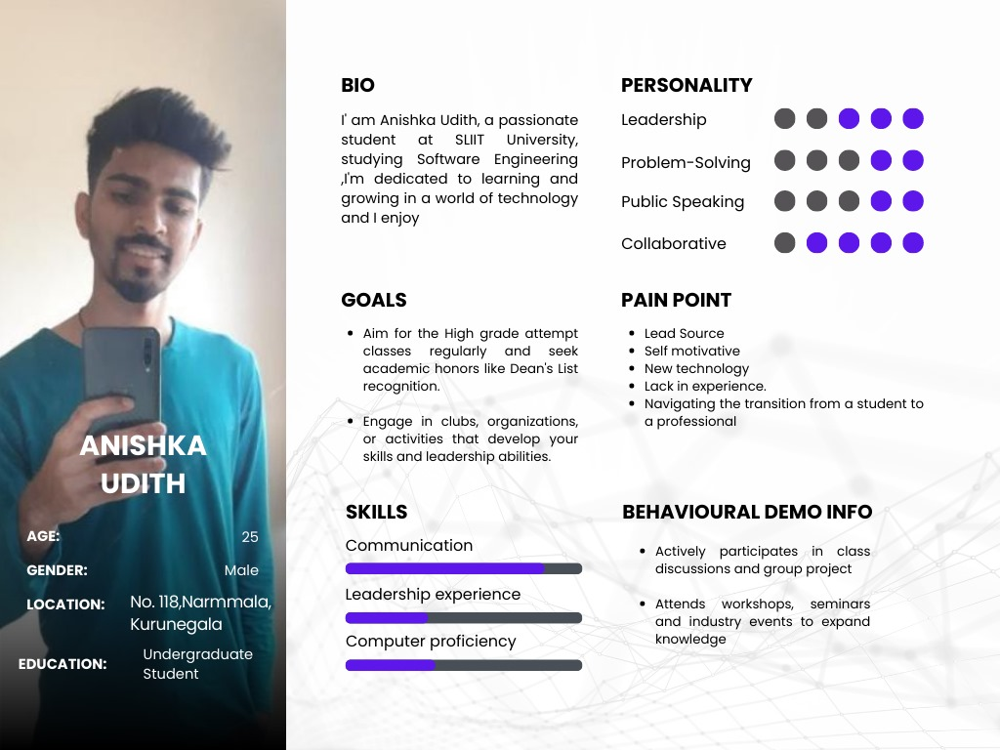 ANISHKA
UDITH
AGE: 25
GENDER: Male
LOCATION: No. 118,Narmmala,
Kurunegala
EDUCATION: Undergraduate
Student
BIO
I' am Anishka Udith, a passionate
student at SLIIT University,
studying Software Engineering
,I'm dedicated to learning and
growing in a world of technology
and I enjoy
PERSONALITY
Leadership
Problem-Solving
Public Speaking
Collaborative
GOALS
Aim for the High grade attempt
classes regularly and seek
academic honors like Dean's List
recognition.
Engage in clubs, organizations,
or activities that develop your
skills and leadership abilities.
PAIN POINT
Lead Source
Self motivative
New technology
Lack in experience.
Navigating the transition from a student to
a professional
SKILLS
Communication
Leadership experience
Computer proficiency
BEHAVIOURAL DEMO INFO
Actively participates in class
discussions and group project
Attends workshops, seminars
and industry events to expand
knowledge